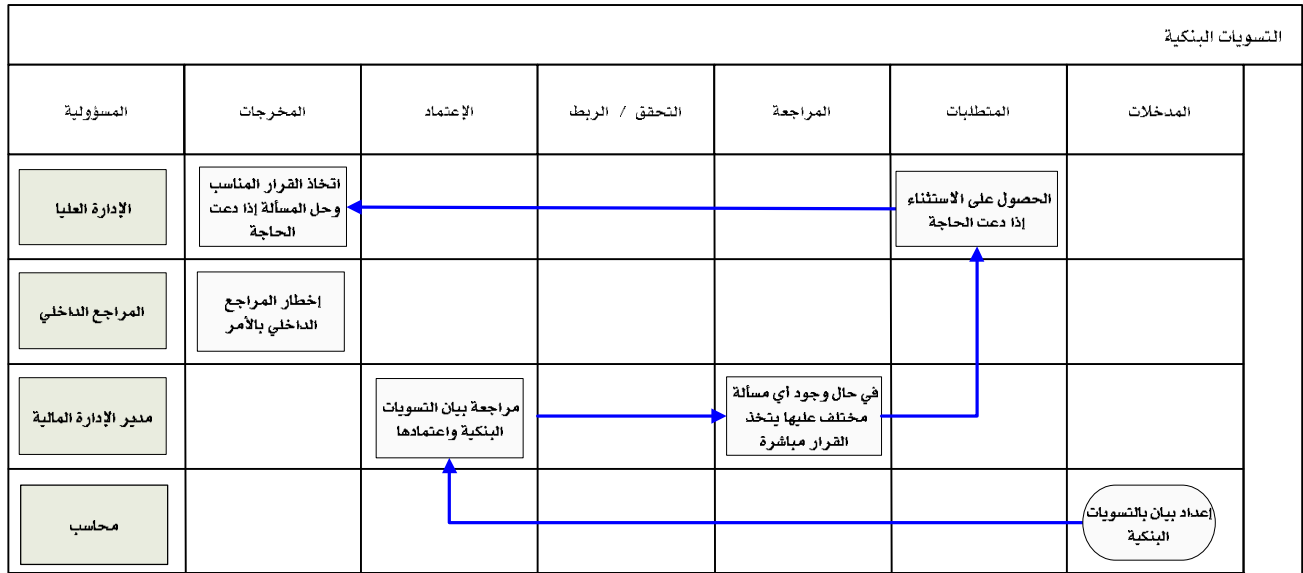 التسويات البنكية
المدخلات
المتطلبات
المراجعة
التحقق / الربط
الإعتماد
المخرجات
المسؤولية
الحصول على الاستثناء
إذا دعت الحاجة
اتخاذ القرار المناسب
وحل المسألة إذا دعت
الحاجة
الإدارة العليا
إخطار المراجع
الداخلي بالأمر
المراجع الداخلي
في حال وجود أي مسألة
مختلف عليها يتخذ
القرار مباشرة
مراجعة بيان التسويات
البنكية واعتمادها
مدير الإدارة المالية
إعداد بيان بالتسويات
البنكية
محاسب